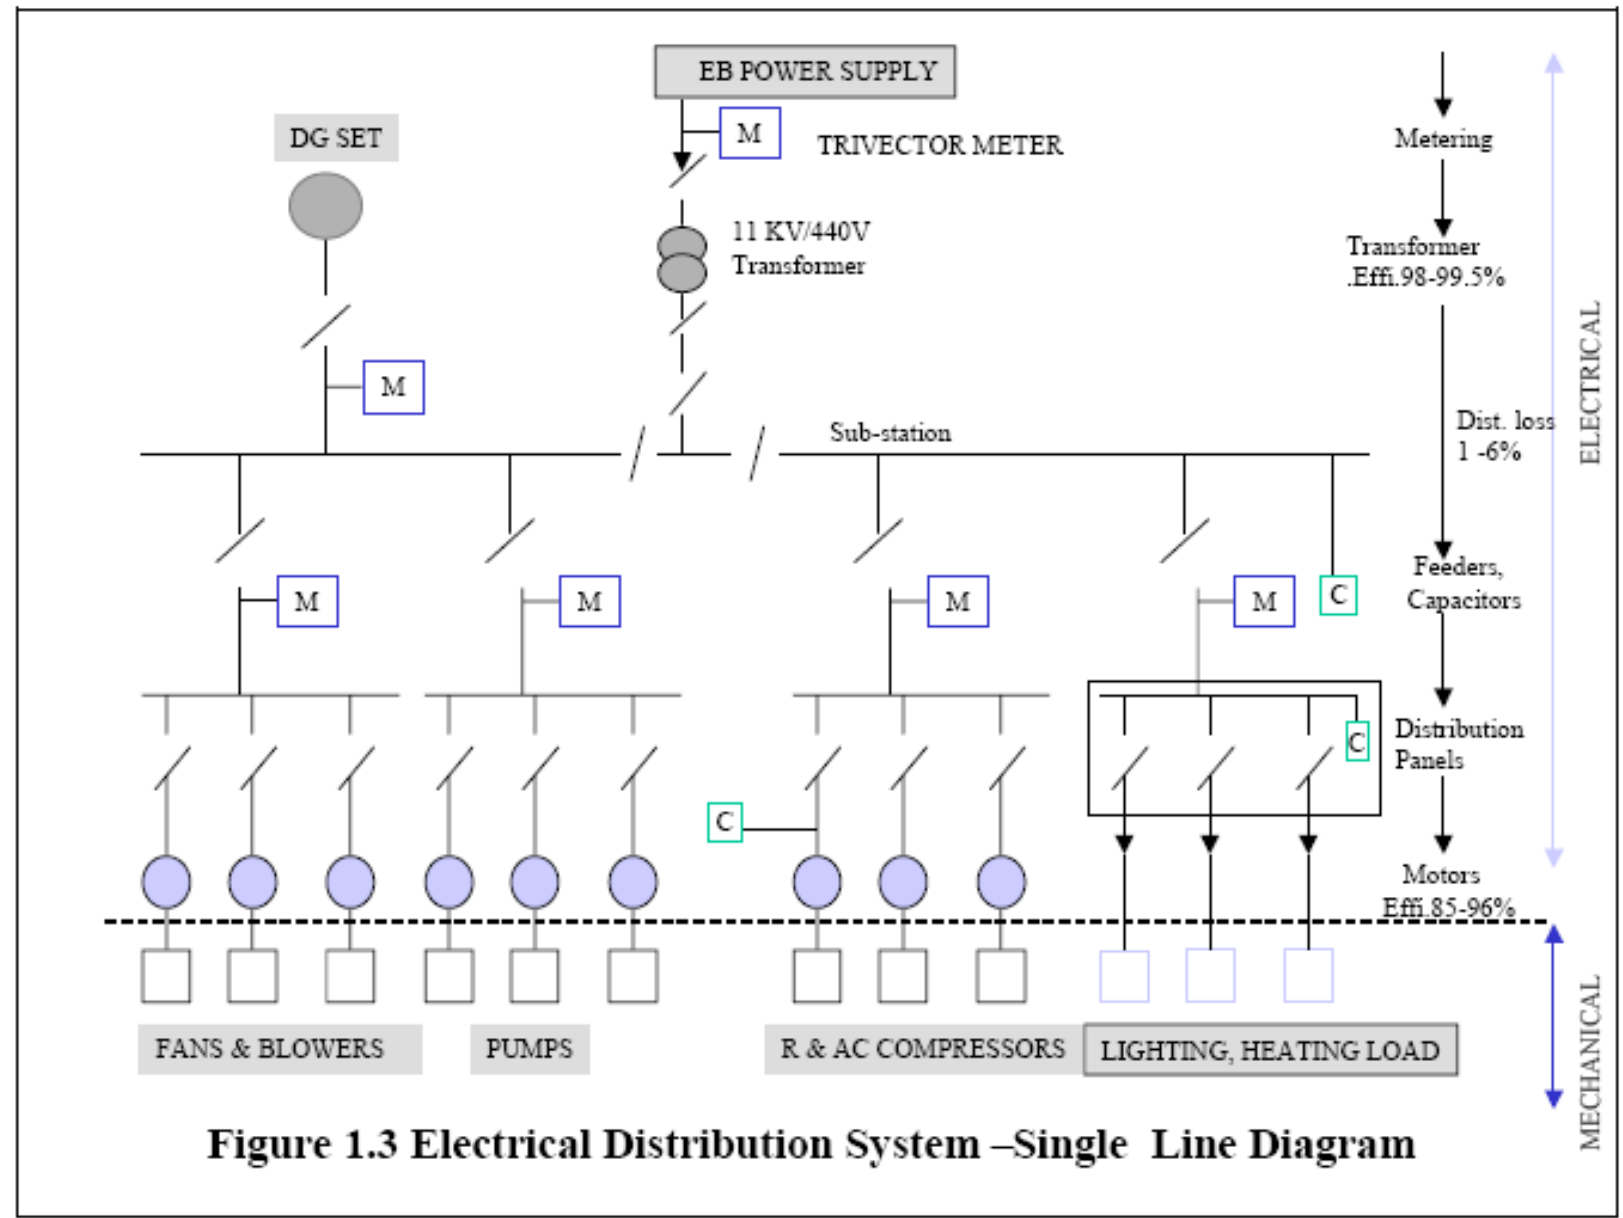 EB POWER SUPPLY
DG SET
M
TRIVECTOR METER
Metering
11 KV/440V
Transformer
Transformer
.Effi.98-99.5%
M
Sub-station
Dist. loss
1 -6%
ELECTRICAL
M
M
M
M
C
Feeders,
Capacitors
C
Distribution
Panels
C
Motors
Effi.85-96%
FANS & BLOWERS
PUMPS
R & AC COMPRESSORS
LIGHTING, HEATING LOAD
MECHANICAL
Figure 1.3 Electrical Distribution System –Single Line Diagram